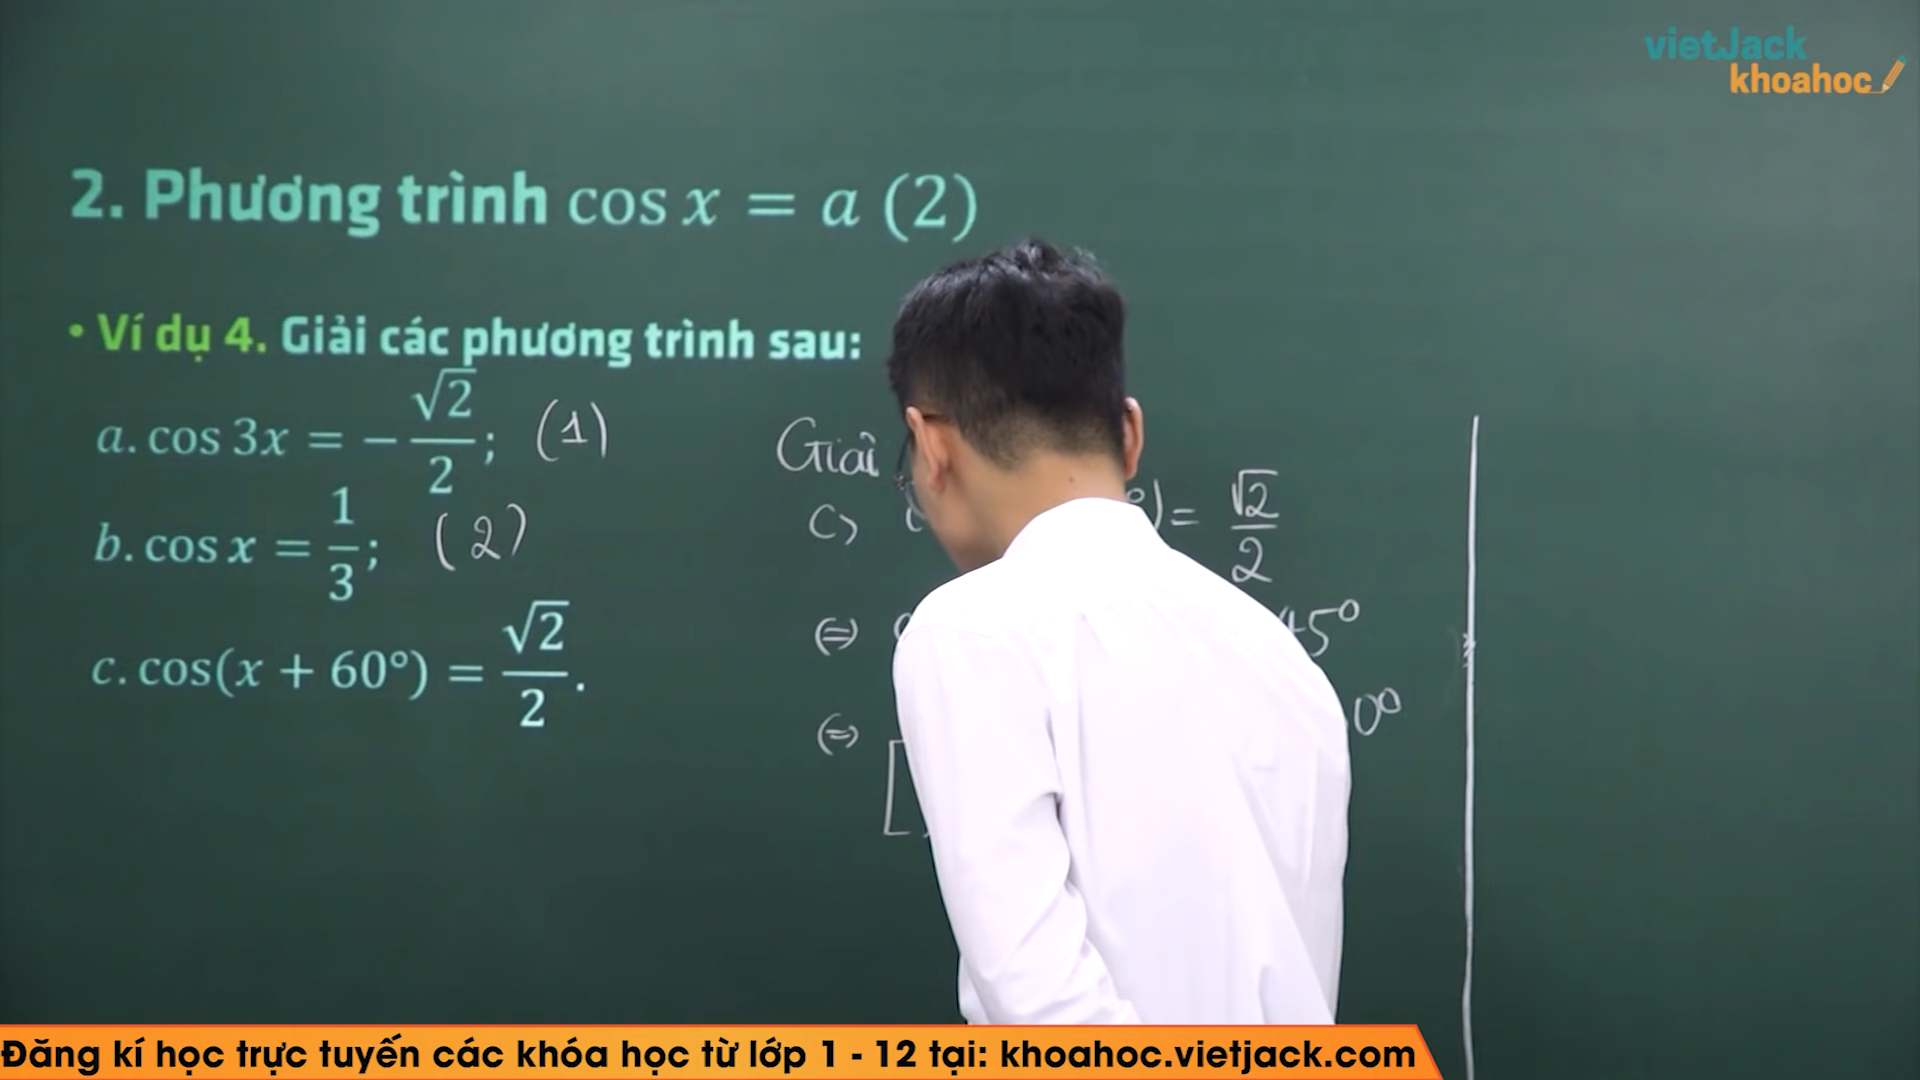 vietJack
khoahoc
2. Phương trình cos x = a (2)
• Ví dụ 4. Giải các phương trình sau:
a. cos 3x = −√2/2; (1)
b. cos x = 1/3; (2)
c. cos(x + 60°) = √2/2.
Giải
c) ) = √2/2
⇔ 45°
⇔ 0°
Đăng kí học trực tuyến các khóa học từ lớp 1 - 12 tại: khoahoc.vietjack.com